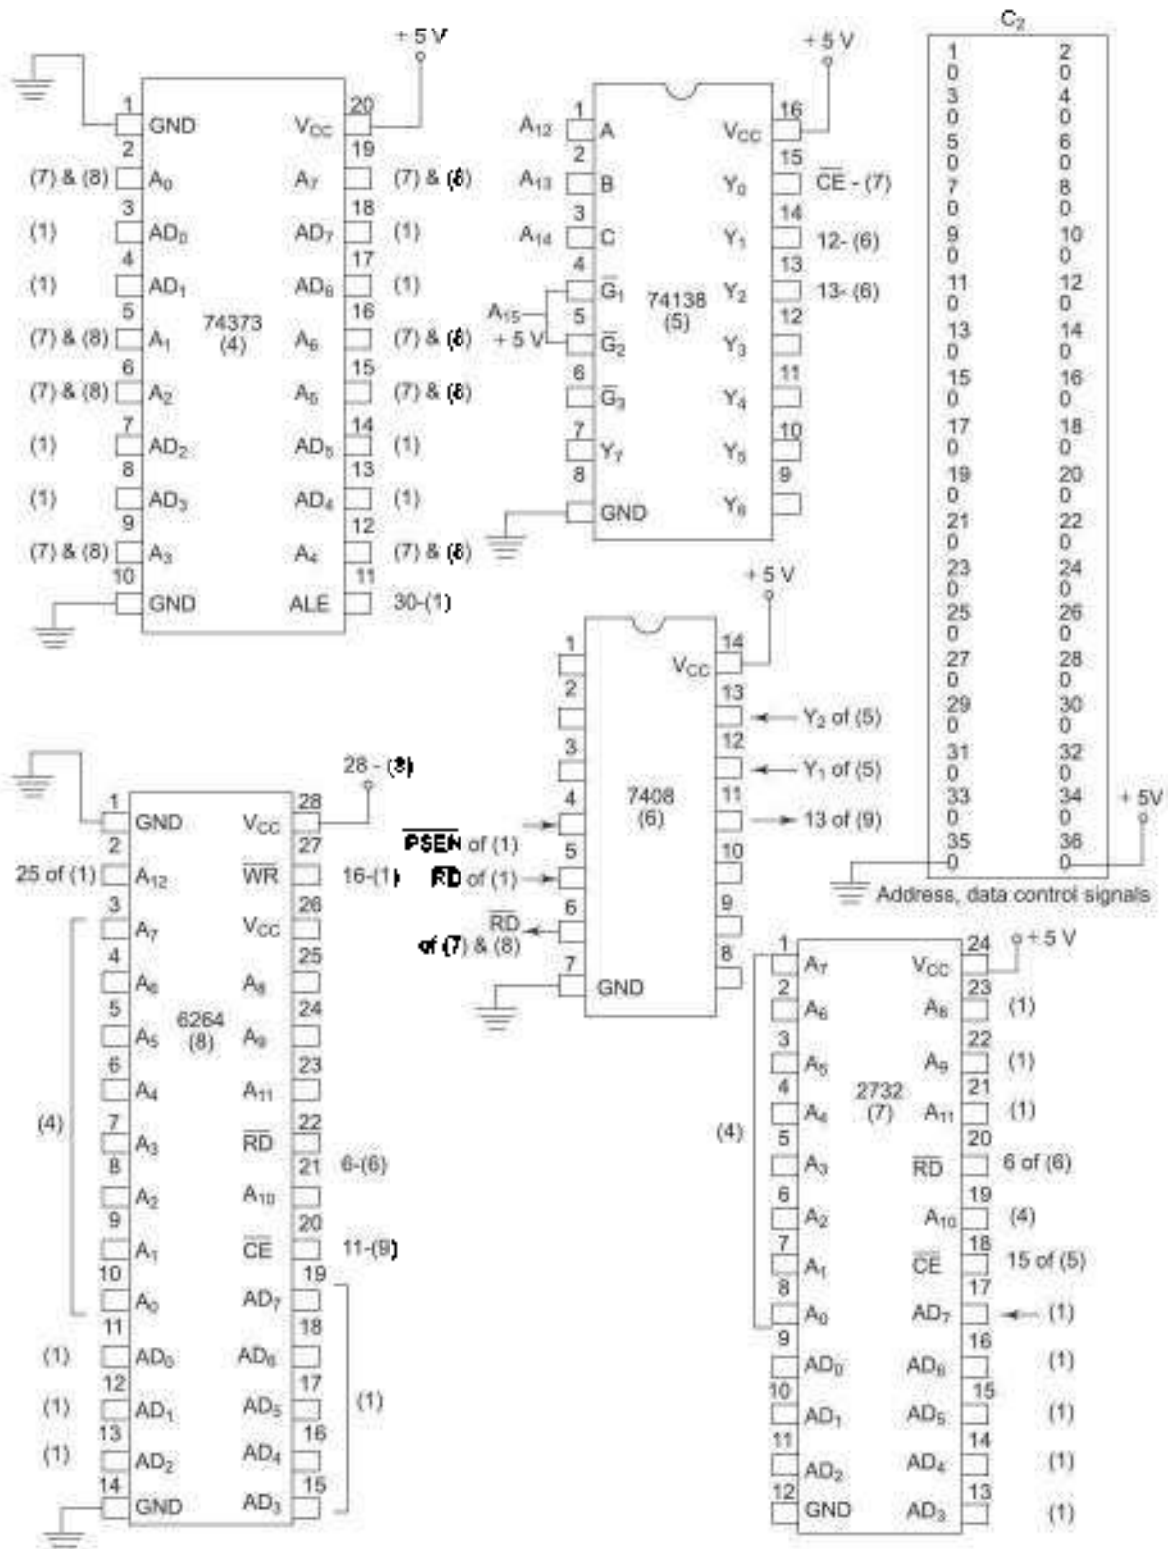 + 5 V
1 GND
20 V_CC
2 A₀ (7) & (8)
19 A₇ (7) & (8)
3 AD₀ (1)
18 AD₇ (1)
4 AD₁ (1)
17 AD₆ (1)
74373
(4)
5 A₁ (7) & (8)
16 A₆ (7) & (8)
6 A₂ (7) & (8)
15 A₅ (7) & (8)
7 AD₂ (1)
14 AD₅ (1)
8 AD₃ (1)
13 AD₄ (1)
9 A₃ (7) & (8)
12 A₄ (7) & (8)
10 GND
11 ALE 30-(1)
+ 5 V
A₁₂ 1 A
16 V_CC
A₁₃ 2 B
15 Y₀ C̅E̅ - (7)
A₁₄ 3 C
14 Y₁ 12- (6)
4 G̅₁
13 Y₂ 13- (6)
A₁₅
+ 5 V
74138
(5)
5 G̅₂
12 Y₃
6 G̅₃
11 Y₄
7 Y₇
10 Y₅
8 GND
9 Y₆
C₂
1 2
0 0
3 4
0 0
5 6
0 0
7 8
0 0
9 10
0 0
11 12
0 0
13 14
0 0
15 16
0 0
17 18
0 0
19 20
0 0
21 22
0 0
23 24
0 0
25 26
0 0
27 28
0 0
29 30
0 0
31 32
0 0
33 34
0 0
35 36
0 0
+ 5V
Address, data control signals
+ 5 V
1
14 V_CC
2
13 Y₂ of (5)
3
12 Y₁ of (5)
7408
(6)
4 P̅S̅E̅N̅ of (1)
11 13 of (9)
5 R̅D̅ of (1)
10
6 R̅D̅
of (7) & (8)
9
7 GND
8
28 - (8)
1 GND
28 V_CC
2 A₁₂ 25 of (1)
27 W̅R̅ 16-(1)
3 A₇
26 V_CC
4 A₆
25 A₈
5 A₅
24 A₉
6264
(8)
6 A₄
23 A₁₁
(4)
7 A₃
22 R̅D̅
6-(6)
8 A₂
21 A₁₀
9 A₁
20 C̅E̅ 11-(9)
10 A₀
19 AD₇
11 AD₀ (1)
18 AD₆
12 AD₁ (1)
17 AD₅
(1)
13 AD₂ (1)
16 AD₄
14 GND
15 AD₃
+ 5 V
1 A₇
24 V_CC
2 A₆
23 A₈ (1)
3 A₅
22 A₉ (1)
2732
(7)
4 A₄
21 A₁₁ (1)
(4)
5 A₃
20 R̅D̅ 6 of (6)
6 A₂
19 A₁₀ (4)
7 A₁
18 C̅E̅ 15 of (5)
8 A₀
17 AD₇ (1)
9 AD₀
16 AD₆ (1)
10 AD₁
15 AD₅ (1)
11 AD₂
14 AD₄ (1)
12 GND
13 AD₃ (1)